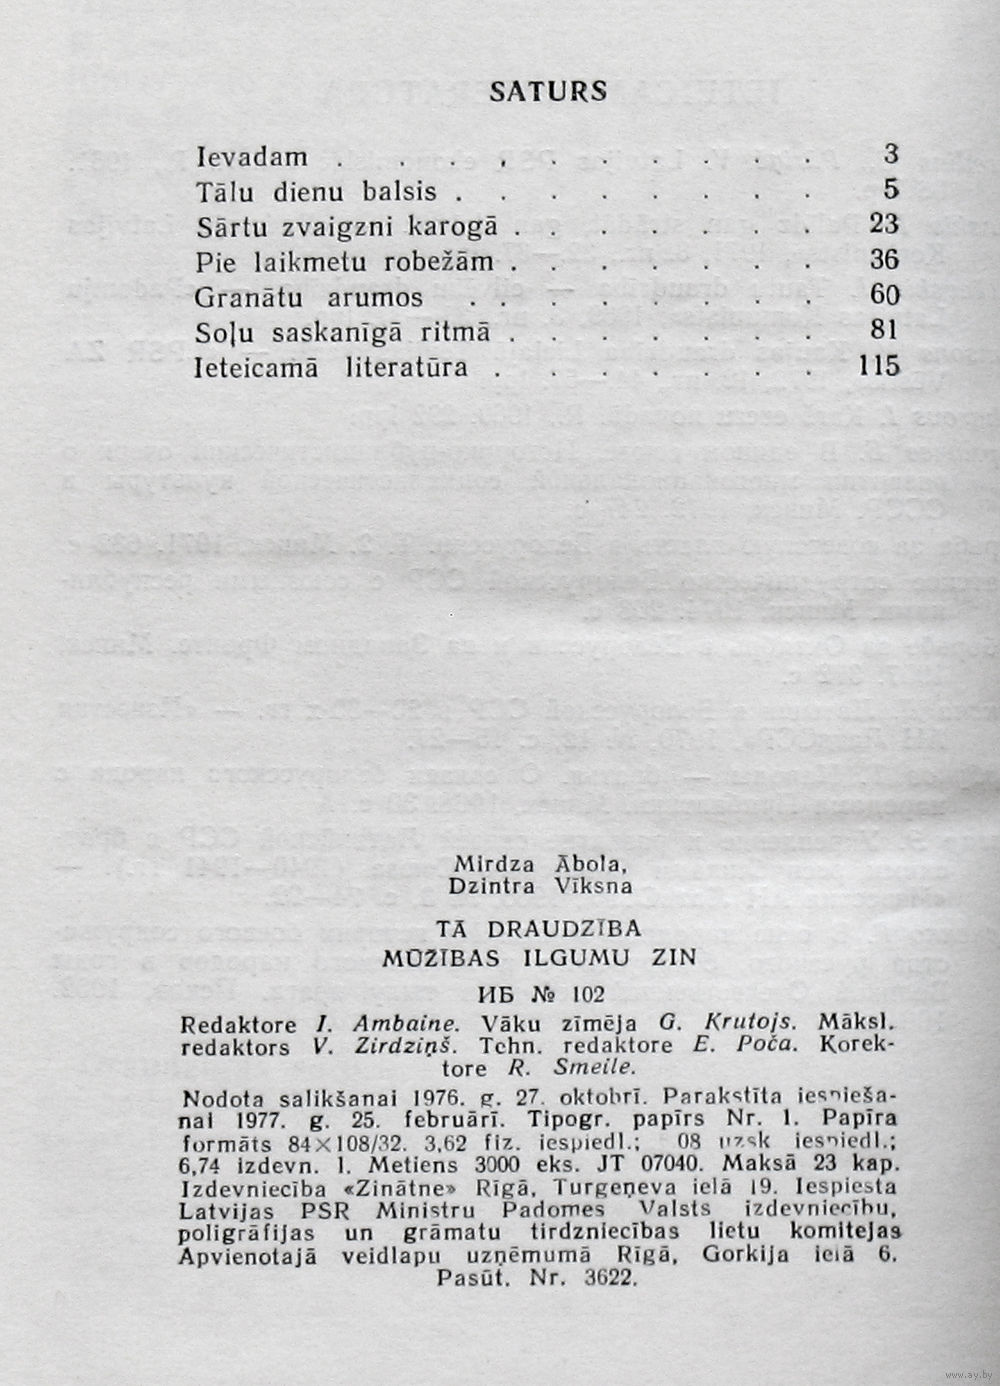 SATURS
Ievadam . . . . . . . . . . 3
Tālu dienu balsis . . . . . . . . 5
Sārtu zvaigzni karogā . . . . . . . 23
Pie laikmetu robežām . . . . . . . 36
Granātu arumos . . . . . . . . 60
Soļu saskanīgā ritmā . . . . . . . 81
Ieteicamā literatūra . . . . . . . 115
Mirdza Ābola,
Dzintra Vīksna
TĀ DRAUDZĪBA
MŪŽĪBAS ILGUMU ZIN
ИБ № 102
Redaktore I. Ambaine. Vāku zīmēja G. Krutojs. Māksl.
redaktors V. Zirdziņš. Tehn. redaktore E. Poča. Korek-
tore R. Smeile.
Nodota salikšanai 1976. g. 27. oktobrī. Parakstīta iespieša-
nai 1977. g. 25. februārī. Tipogr. papīrs Nr. 1. Papīra
formāts 84×108/32. 3,62 fiz. iespiedl.; 08 uzsk iespiedl.;
6,74 izdevn. l. Metiens 3000 eks. JT 07040. Maksā 23 kap.
Izdevniecība «Zinātne» Rīgā, Turgeņeva ielā 19. Iespiesta
Latvijas PSR Ministru Padomes Valsts izdevniecību,
poligrāfijas un grāmatu tirdzniecības lietu komitejas
Apvienotajā veidlapu uzņēmumā Rīgā, Gorkija ielā 6.
Pasūt. Nr. 3622.
www.ay.by